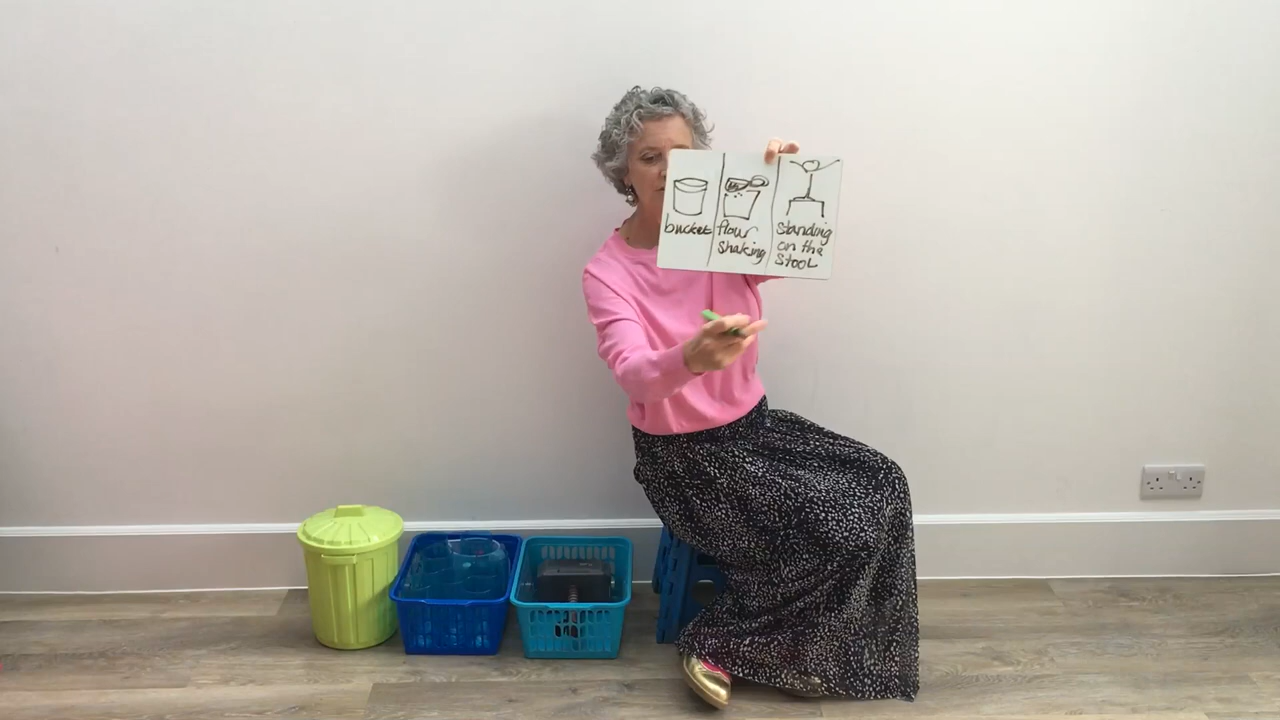 bucket
flour
shaking
standing
on the
stool